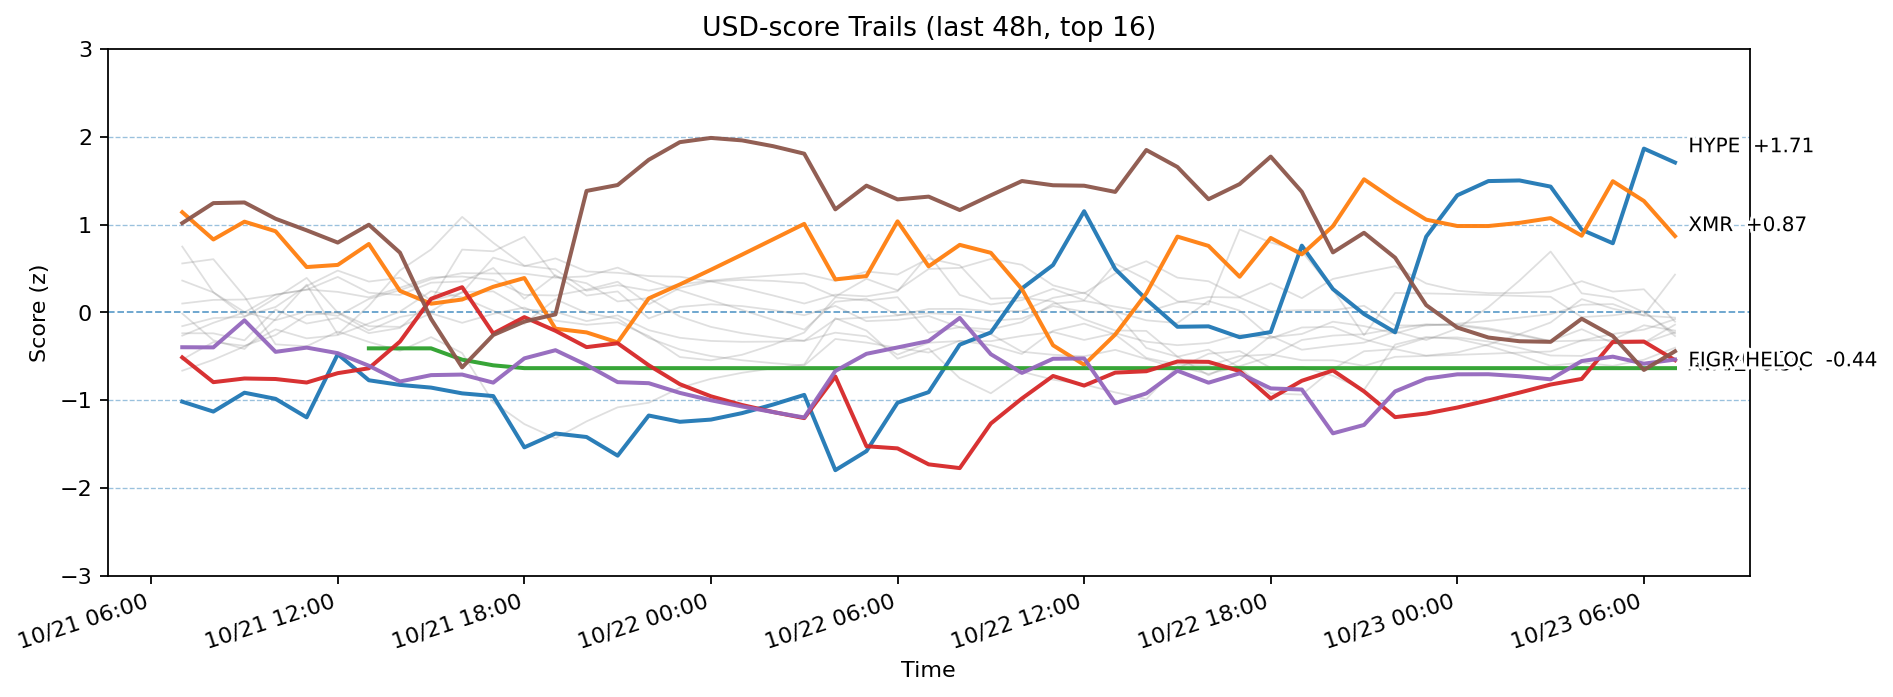 USD-score Trails (last 48h, top 16)
3
2
1
0
−1
−2
−3
Score (z)
HYPE +1.71
XMR +0.87
HELOC -0.44
10/21 06:00
10/21 12:00
10/21 18:00
10/22 00:00
10/22 06:00
10/22 12:00
10/22 18:00
10/23 00:00
10/23 06:00
Time